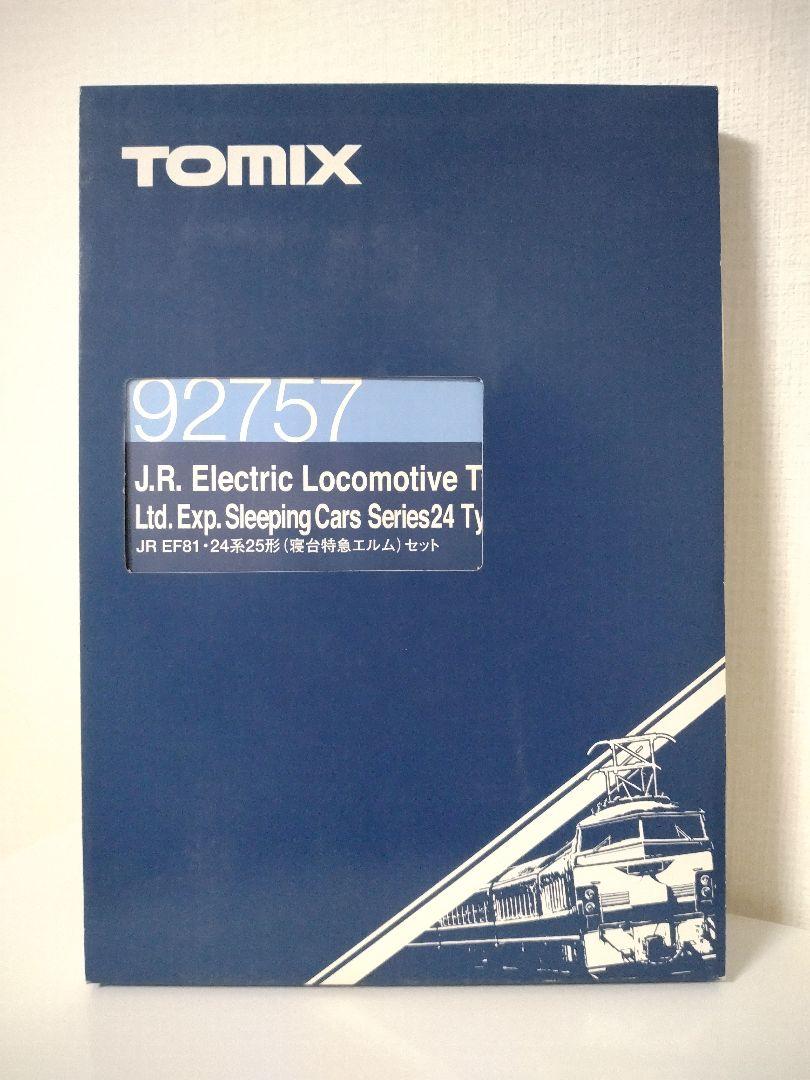 TOMIX
92757
J.R. Electric Locomotive T
Ltd. Exp. Sleeping Cars Series24 Ty
JR EF81・24系25形(寝台特急エルム)セット